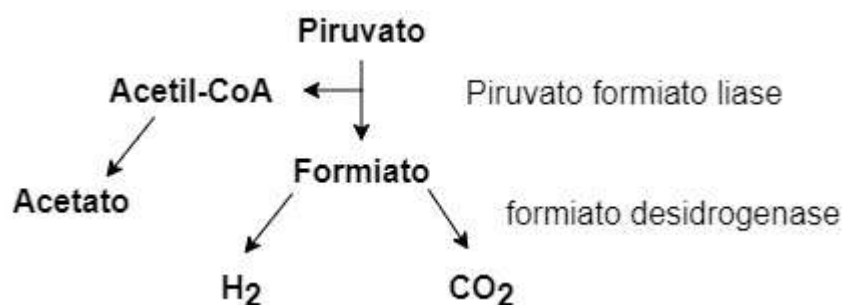 Piruvato
Acetil-CoA
Piruvato formiato liase
Formiato
Acetato
formiato desidrogenase
H2
CO2